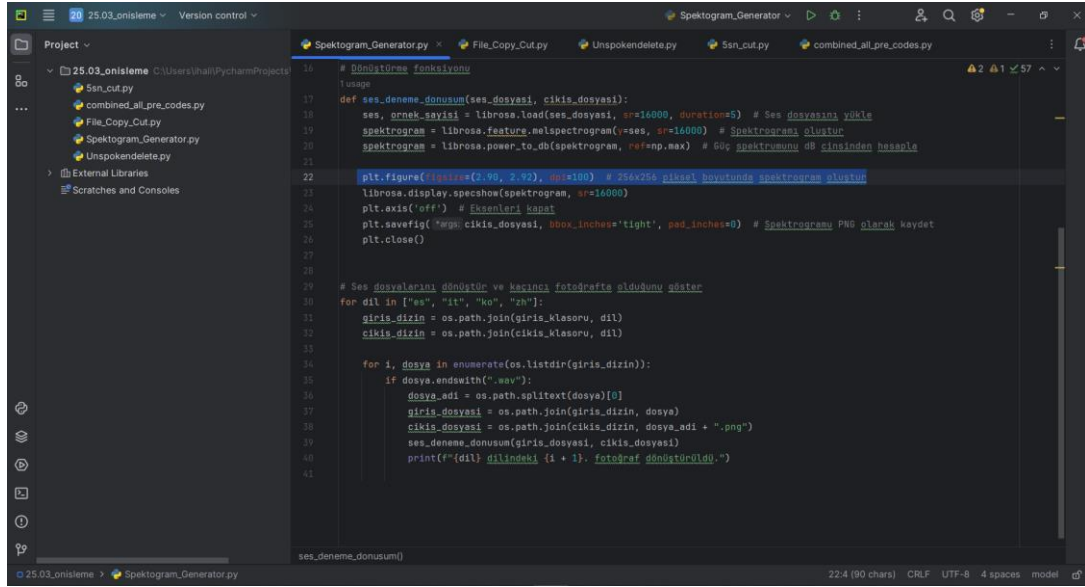 20 25.03_onisleme Version control Spektogram_Generator
Project
25.03_onisleme C:\Users\halil\PycharmProjects\
5sn_cut.py
combined_all_pre_codes.py
File_Copy_Cut.py
Spektogram_Generator.py
Unspokendelete.py
External Libraries
Scratches and Consoles
Spektogram_Generator.py File_Copy_Cut.py Unspokendelete.py 5sn_cut.py combined_all_pre_codes.py
2 1 57
16 # Dönüştürme fonksiyonu
1 usage
17 def ses_deneme_donusum(ses_dosyasi, cikis_dosyasi):
18 ses, ornek_sayisi = librosa.load(ses_dosyasi, sr=16000, duration=5) # Ses dosyasını yükle
19 spektrogram = librosa.feature.melspectrogram(y=ses, sr=16000) # Spektrogramı oluştur
20 spektrogram = librosa.power_to_db(spektrogram, ref=np.max) # Güç spektrumunu dB cinsinden hesapla
21
22 plt.figure(figsize=(2.90, 2.92), dpi=100) # 256x256 piksel boyutunda spektrogram oluştur
23 librosa.display.specshow(spektrogram, sr=16000)
24 plt.axis('off') # Eksenleri kapat
25 plt.savefig( *args: cikis_dosyasi, bbox_inches='tight', pad_inches=0) # Spektrogramı PNG olarak kaydet
26 plt.close()
27
28
29 # Ses dosyalarını dönüştür ve kaçıncı fotoğrafta olduğunu göster
30 for dil in ["es", "it", "ko", "zh"]:
31 giris_dizin = os.path.join(giris_klasoru, dil)
32 cikis_dizin = os.path.join(cikis_klasoru, dil)
33
34 for i, dosya in enumerate(os.listdir(giris_dizin)):
35 if dosya.endswith(".wav"):
36 dosya_adi = os.path.splitext(dosya)[0]
37 giris_dosyasi = os.path.join(giris_dizin, dosya)
38 cikis_dosyasi = os.path.join(cikis_dizin, dosya_adi + ".png")
39 ses_deneme_donusum(giris_dosyasi, cikis_dosyasi)
40 print(f"{dil} dilindeki {i + 1}. fotoğraf dönüştürüldü.")
41
ses_deneme_donusum()
25.03_onisleme > Spektogram_Generator.py 22:4 (90 chars) CRLF UTF-8 4 spaces model